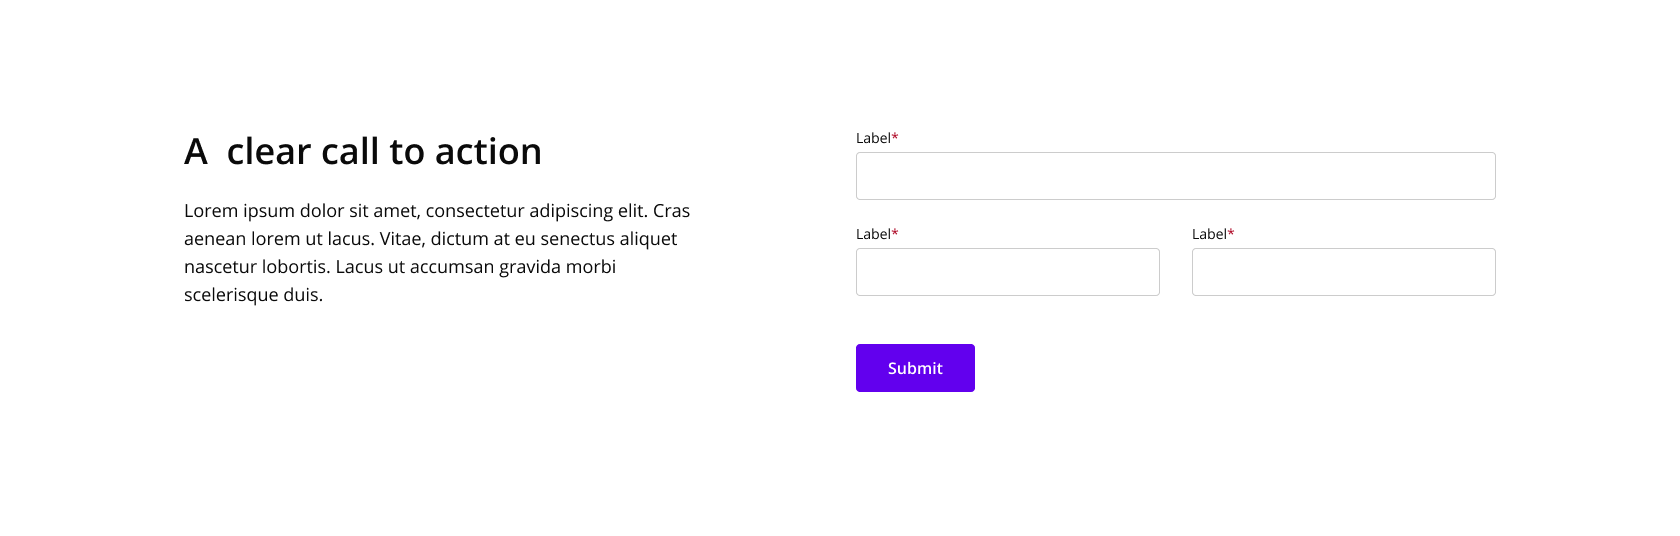 A  clear call to action
Lorem ipsum dolor sit amet, consectetur adipiscing elit. Cras
aenean lorem ut lacus. Vitae, dictum at eu senectus aliquet
nascetur lobortis. Lacus ut accumsan gravida morbi
scelerisque duis.
Label*
Label*
Label*
Submit